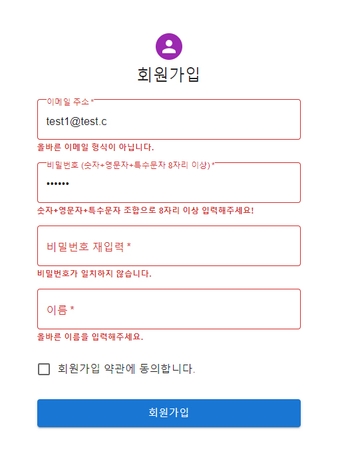 회원가입
이메일 주소 *
test1@test.c
올바른 이메일 형식이 아닙니다.
비밀번호 (숫자+영문자+특수문자 8자리 이상) *
••••••
숫자+영문자+특수문자 조합으로 8자리 이상 입력해주세요!
비밀번호 재입력 *
비밀번호가 일치하지 않습니다.
이름 *
올바른 이름을 입력해주세요.
회원가입 약관에 동의합니다.
회원가입